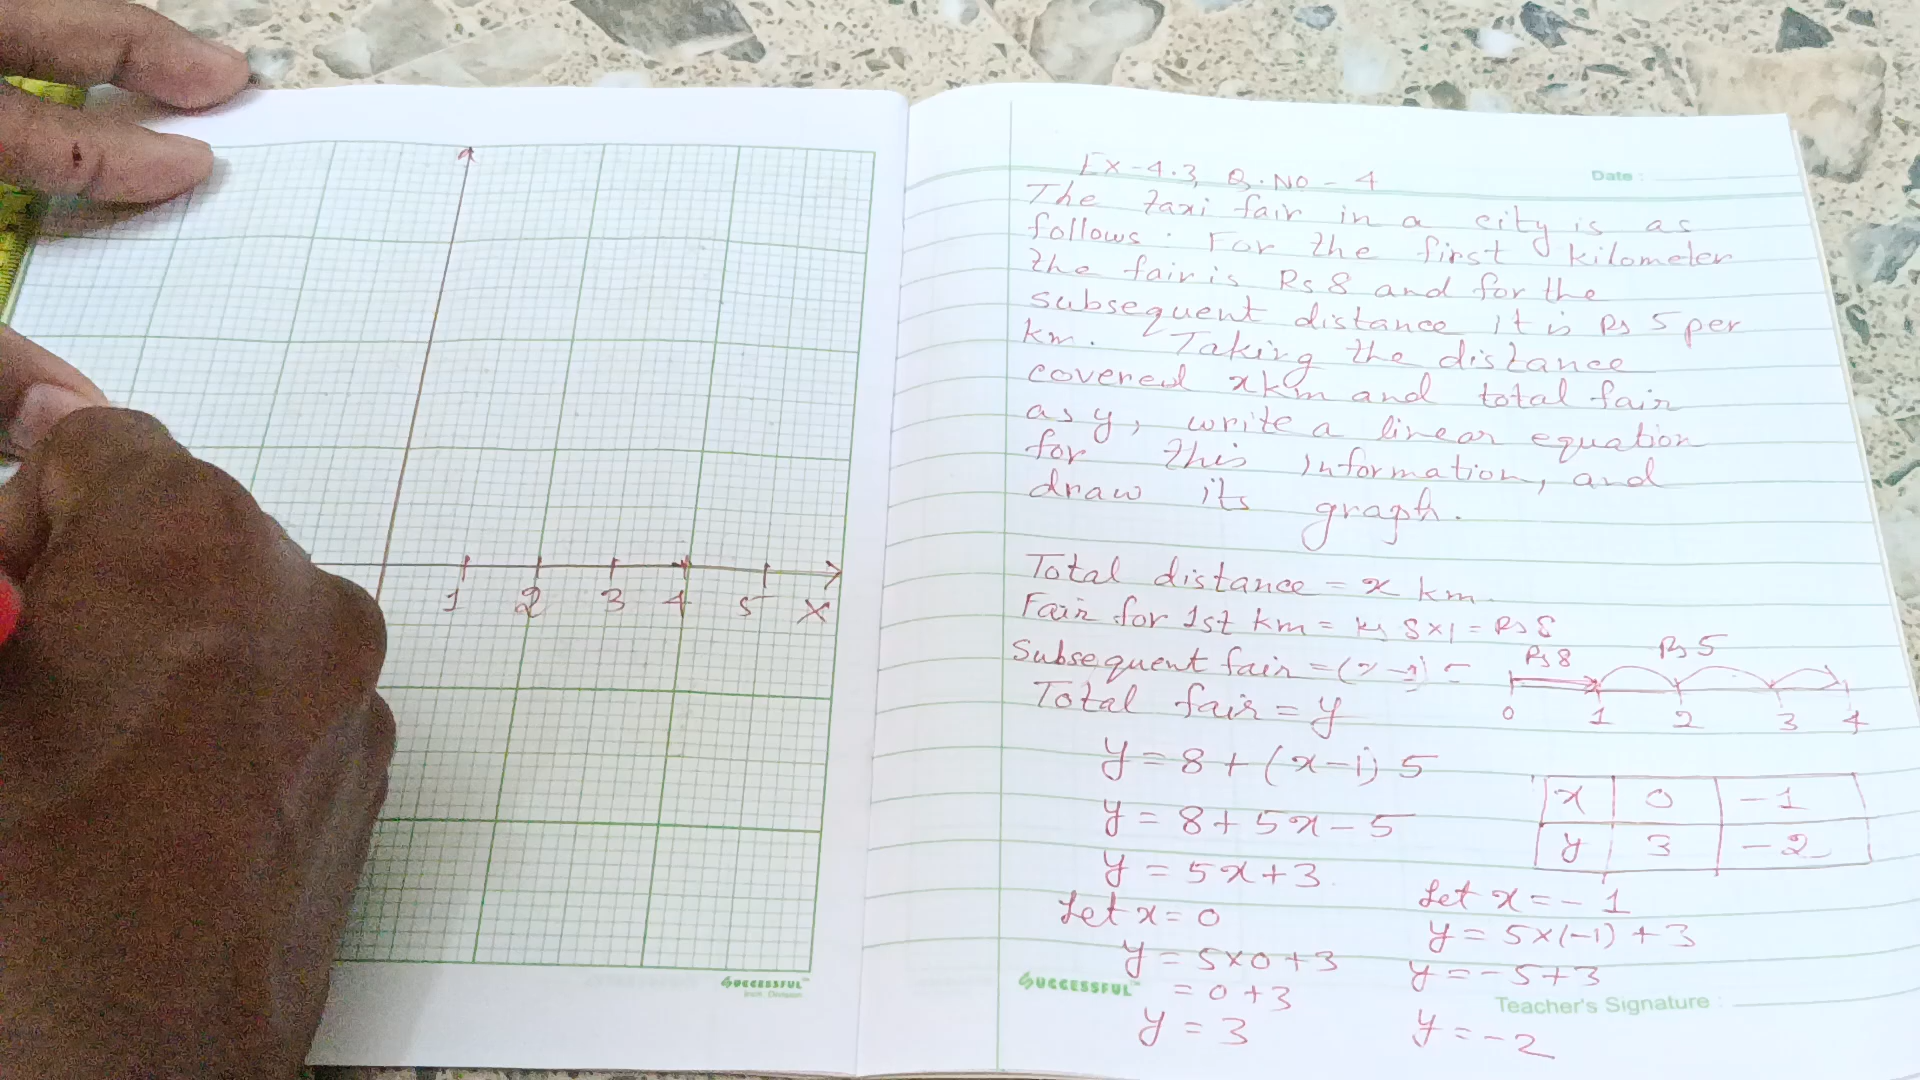 1 2 3 4 5 X
SUCCESSFUL
Ex-4.3, Q.NO-4
Date :
The taxi fair in a city is as
follows. For the first kilometer
the fair is Rs 8 and for the
subsequent distance it is Rs 5 per
km. Taking the distance
covered x km and total fair
as y, write a linear equation
for this information, and
draw its graph.
Total distance = x km.
Fair for 1st km = Rs 8×1 = Rs 8
Subsequent fair = (x-1) 5
Rs 8 Rs 5
0 1 2 3 4
Total fair = y
y = 8 + (x-1) 5
y = 8 + 5x - 5
y = 5x + 3
x 0 -1
y 3 -2
Let x = 0
y = 5×0+3
= 0 + 3
y = 3
Let x = -1
y = 5×(-1) + 3
y = -5+3
y = -2
SUCCESSFUL
Teacher's Signature :